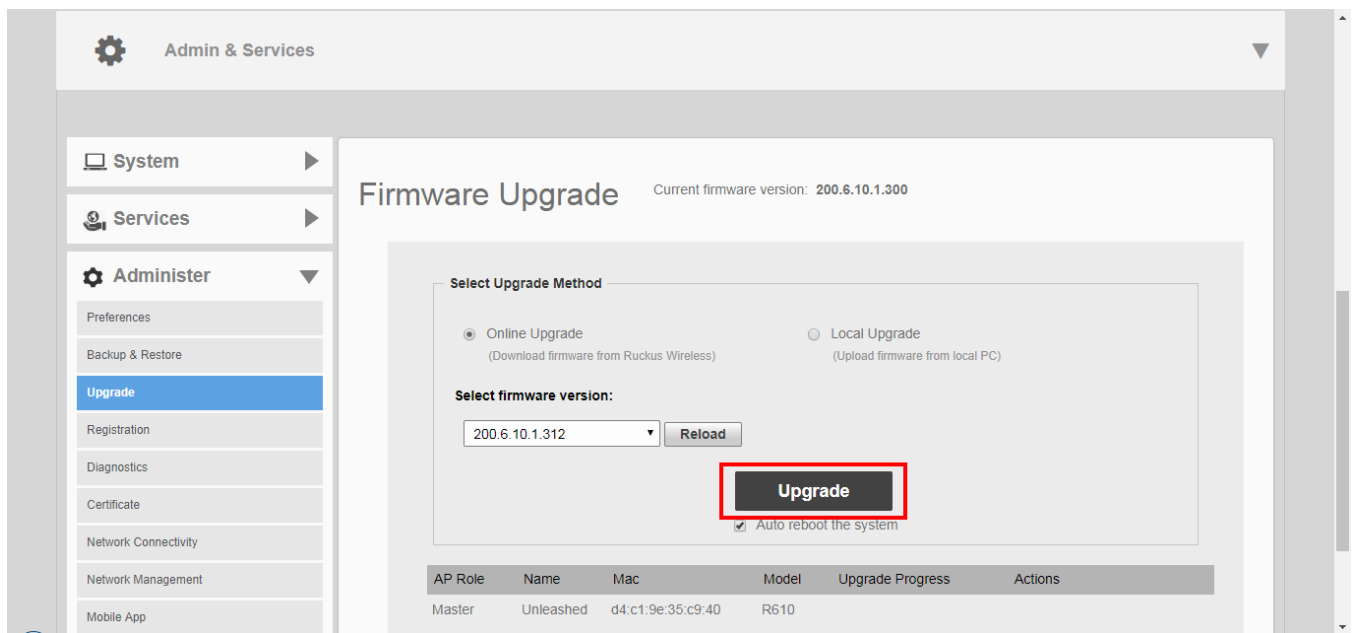 Admin & Services
System
Services
Administer
Preferences
Backup & Restore
Upgrade
Registration
Diagnostics
Certificate
Network Connectivity
Network Management
Mobile App
Firmware Upgrade Current firmware version: 200.6.10.1.300
Select Upgrade Method
Online Upgrade Local Upgrade
(Download firmware from Ruckus Wireless) (Upload firmware from local PC)
Select firmware version:
200.6.10.1.312 Reload
Upgrade
Auto reboot the system
AP Role Name Mac Model Upgrade Progress Actions
Master Unleashed d4:c1:9e:35:c9:40 R610